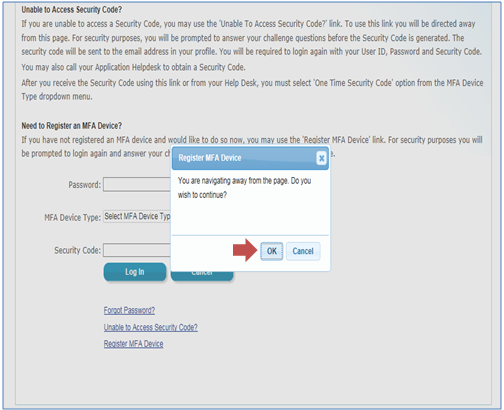 Unable to Access Security Code?
If you are unable to access a Security Code, you may use the 'Unable To Access Security Code?' link. To use this link you will be directed away
from this page. For security purposes, you will be prompted to answer your challenge questions before the Security Code is generated. The
security code will be sent to the email address in your profile. You will be required to login again with your User ID, Password and Security Code.
You may also call your Application Helpdesk to obtain a Security Code.
After you receive the Security Code using this link or from your Help Desk, you must select 'One Time Security Code' option from the MFA Device
Type dropdown menu.
Need to Register an MFA Device?
If you have not registered an MFA device and would like to do so now, you may use the 'Register MFA Device' link. For security purposes you will
be prompted to login again and answer your
Register MFA Device
x
You are navigating away from the page. Do you
wish to continue?
OK Cancel
Password:
MFA Device Type: Select MFA Device Typ
Security Code:
Log In Cancel
Forgot Password?
Unable to Access Security Code?
Register MFA Device